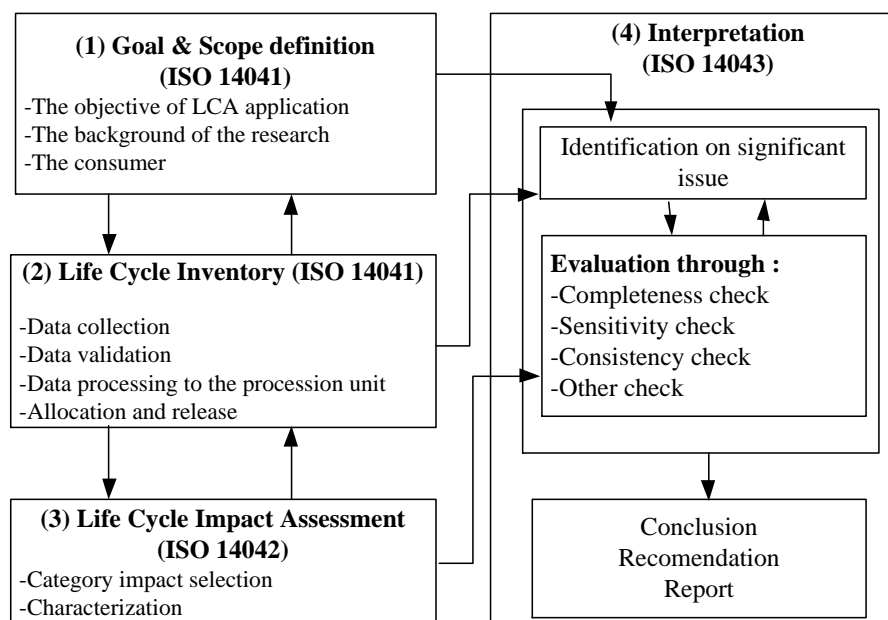 (1) Goal & Scope definition
(ISO 14041)
-The objective of LCA application
-The background of the research
-The consumer
(2) Life Cycle Inventory (ISO 14041)
-Data collection
-Data validation
-Data processing to the procession unit
-Allocation and release
(3) Life Cycle Impact Assessment
(ISO 14042)
-Category impact selection
-Characterization
(4) Interpretation
(ISO 14043)
Identification on significant
issue
Evaluation through :
-Completeness check
-Sensitivity check
-Consistency check
-Other check
Conclusion
Recomendation
Report